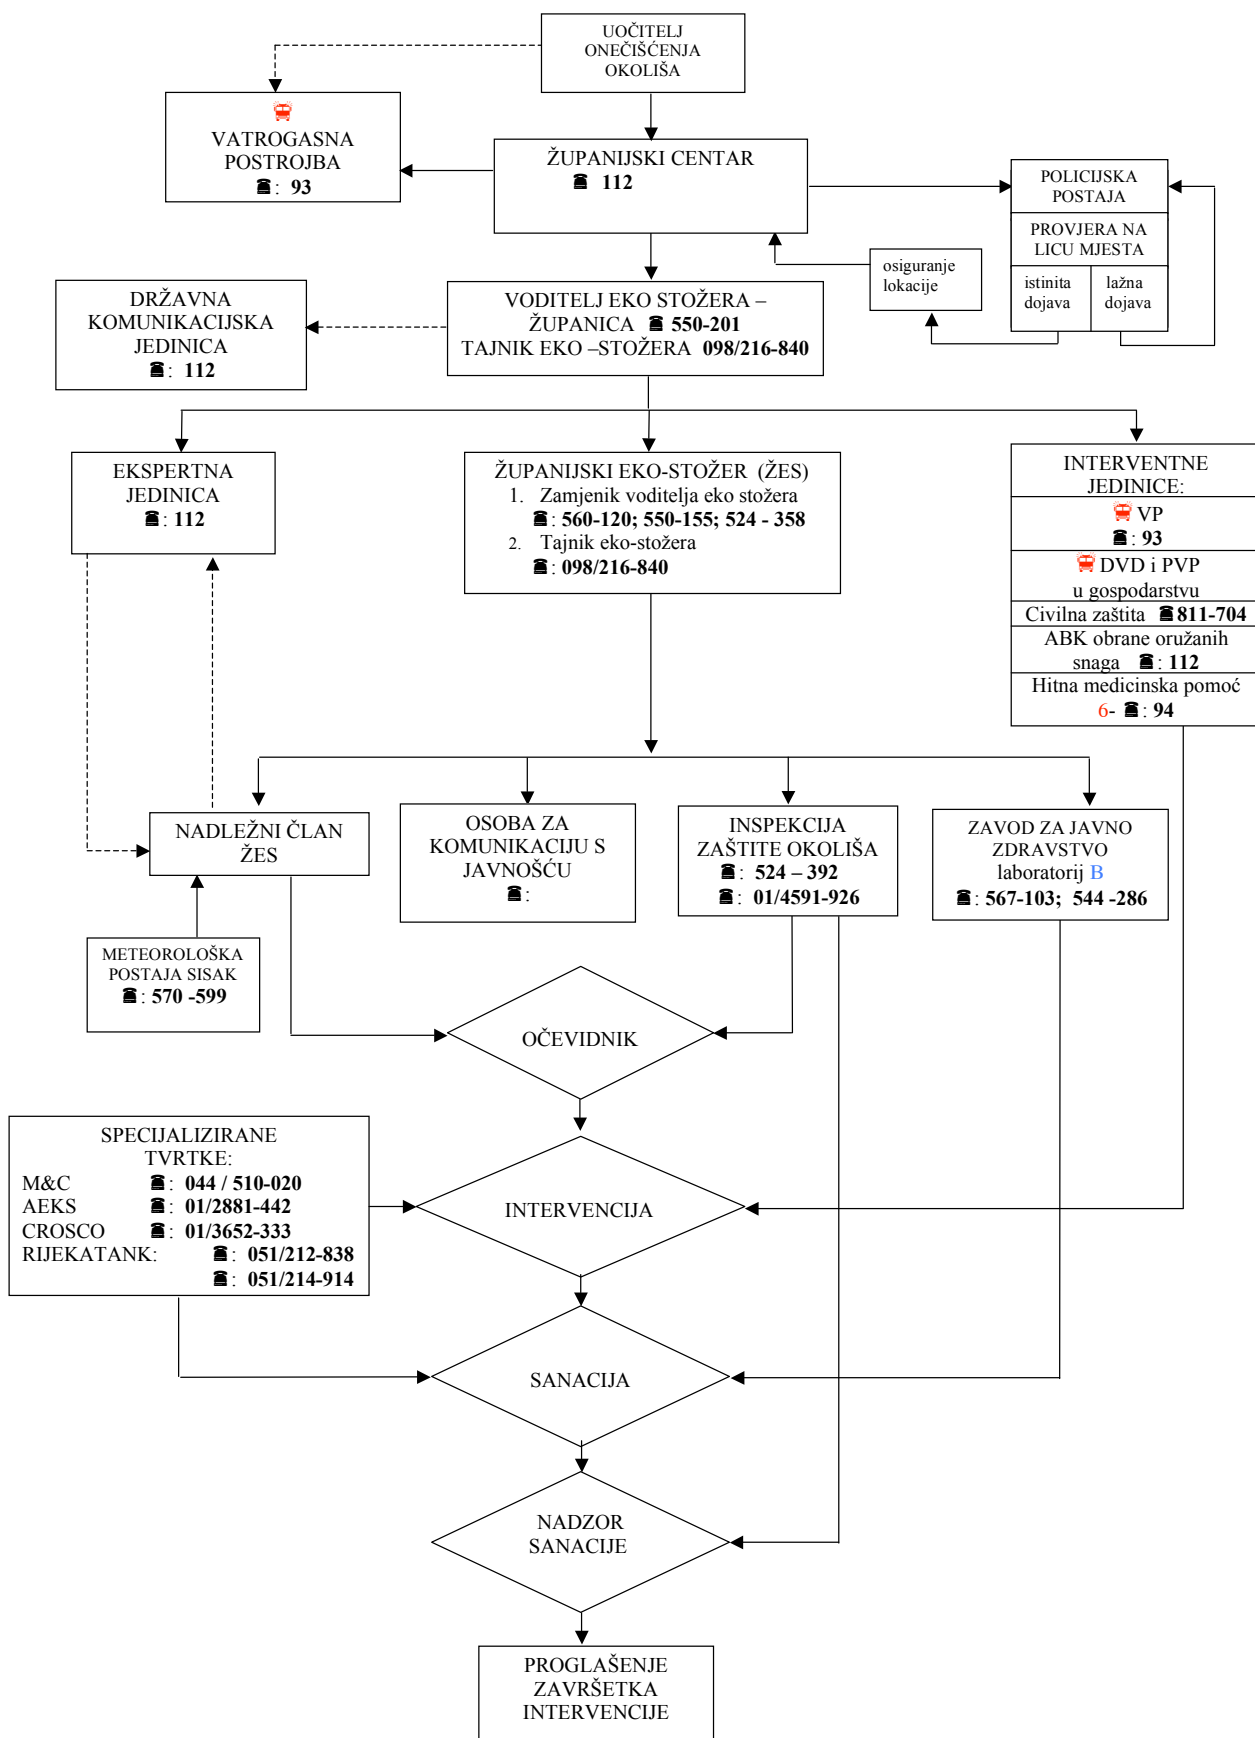 UOČITELJ
ONEČIŠĆENJA
OKOLIŠA
VATROGASNA
POSTROJBA
☎: 93
ŽUPANIJSKI CENTAR
☎ 112
POLICIJSKA
POSTAJA
PROVJERA NA
LICU MJESTA
istinita
dojava
lažna
dojava
osiguranje
lokacije
DRŽAVNA
KOMUNIKACIJSKA
JEDINICA
☎: 112
VODITELJ EKO STOŽERA –
ŽUPANICA ☎ 550-201
TAJNIK EKO –STOŽERA 098/216-840
EKSPERTNA
JEDINICA
☎: 112
ŽUPANIJSKI EKO-STOŽER (ŽES)
1. Zamjenik voditelja eko stožera
☎: 560-120; 550-155; 524 - 358
2. Tajnik eko-stožera
☎: 098/216-840
INTERVENTNE
JEDINICE:
VP
☎: 93
DVD i PVP
u gospodarstvu
Civilna zaštita ☎811-704
ABK obrane oružanih
snaga ☎: 112
Hitna medicinska pomoć
6- ☎: 94
NADLEŽNI ČLAN
ŽES
OSOBA ZA
KOMUNIKACIJU S
JAVNOŠĆU
☎:
INSPEKCIJA
ZAŠTITE OKOLIŠA
☎: 524 – 392
☎: 01/4591-926
ZAVOD ZA JAVNO
ZDRAVSTVO
laboratorij B
☎: 567-103; 544 -286
METEOROLOŠKA
POSTAJA SISAK
☎: 570 -599
OČEVIDNIK
SPECIJALIZIRANE
TVRTKE:
M&C ☎: 044 / 510-020
AEKS ☎: 01/2881-442
CROSCO ☎: 01/3652-333
RIJEKATANK: ☎: 051/212-838
☎: 051/214-914
INTERVENCIJA
SANACIJA
NADZOR
SANACIJE
PROGLAŠENJE
ZAVRŠETKA
INTERVENCIJE